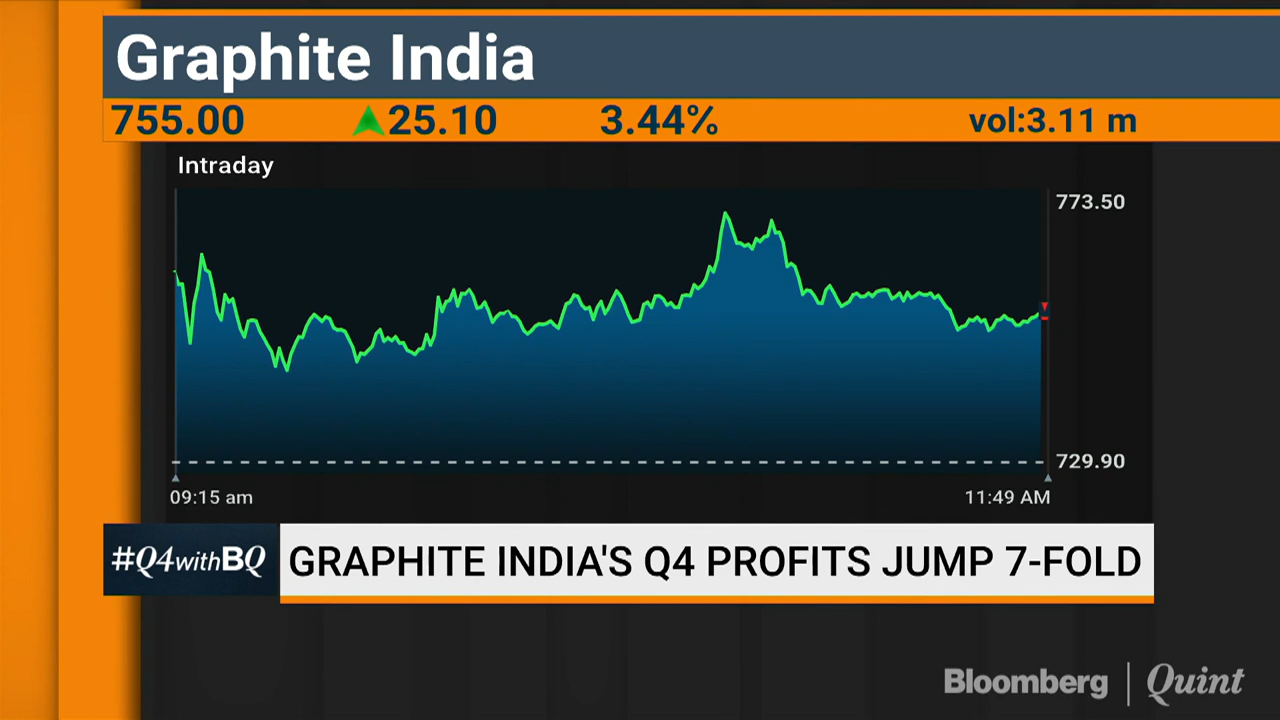 Graphite India
755.00 25.10 3.44% vol:3.11 m
Intraday
773.50
729.90
09:15 am 11:49 AM
#Q4withBQ GRAPHITE INDIA'S Q4 PROFITS JUMP 7-FOLD
Bloomberg | Quint